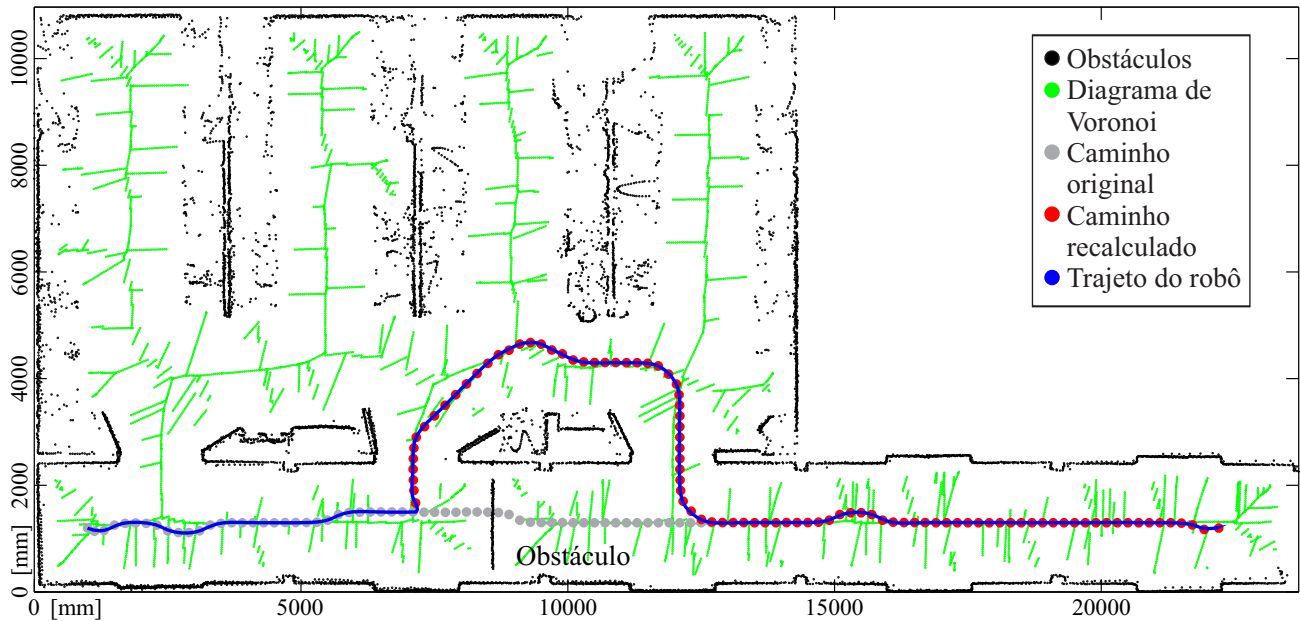 10000
8000
6000
4000
2000
0 [mm]
Obstáculos
Diagrama de
Voronoi
Caminho
original
Caminho
recalculado
Trajeto do robô
Obstáculo
0 [mm]
5000
10000
15000
20000